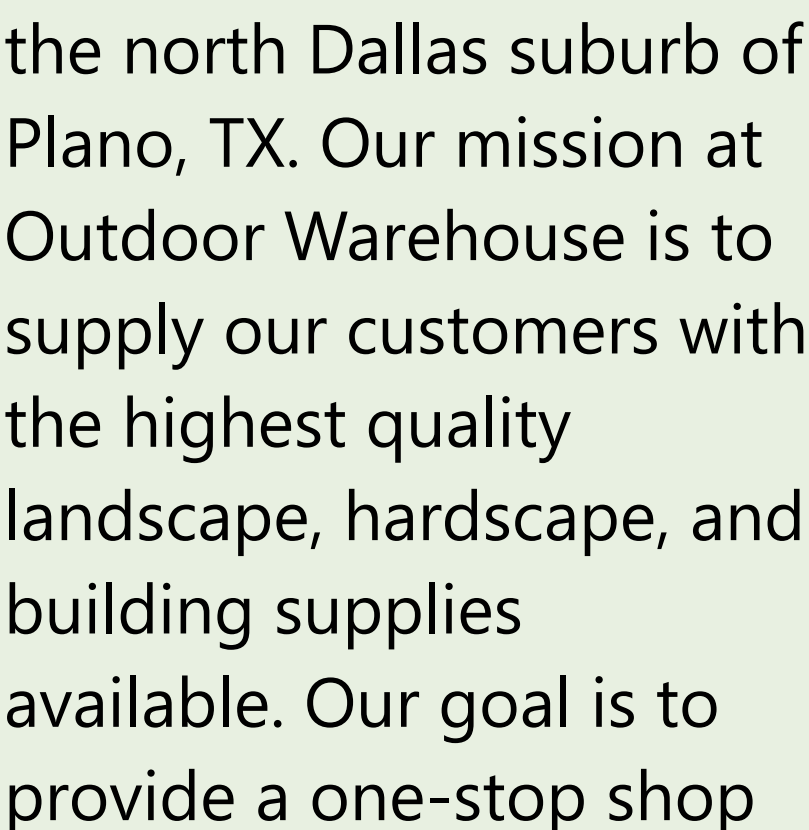 the north Dallas suburb of
Plano, TX. Our mission at
Outdoor Warehouse is to
supply our customers with
the highest quality
landscape, hardscape, and
building supplies
available. Our goal is to
provide a one-stop shop